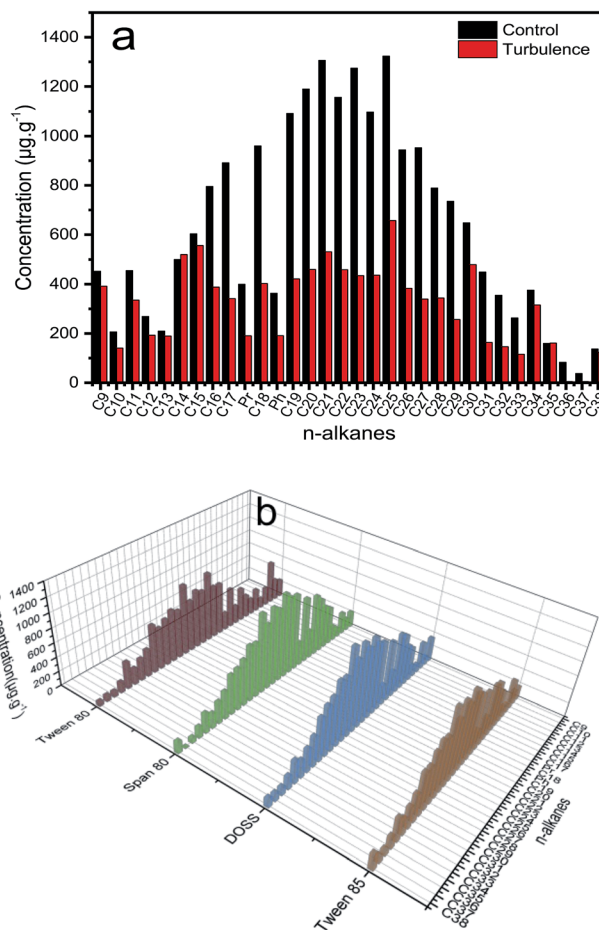 a
Control
Turbulence
Concentration (µg.g⁻¹)
1400
1200
1000
800
600
400
200
0
C9 C10 C11 C12 C13 C14 C15 C16 C17 Pr C18 Ph C19 C20 C21 C22 C23 C24 C25 C26 C27 C28 C29 C30 C31 C32 C33 C34 C35 C36 C37
n-alkanes
b
1400
1200
1000
800
600
400
200
0
Tween 80
Span 80
DOSS
Tween 85
n-alkanes